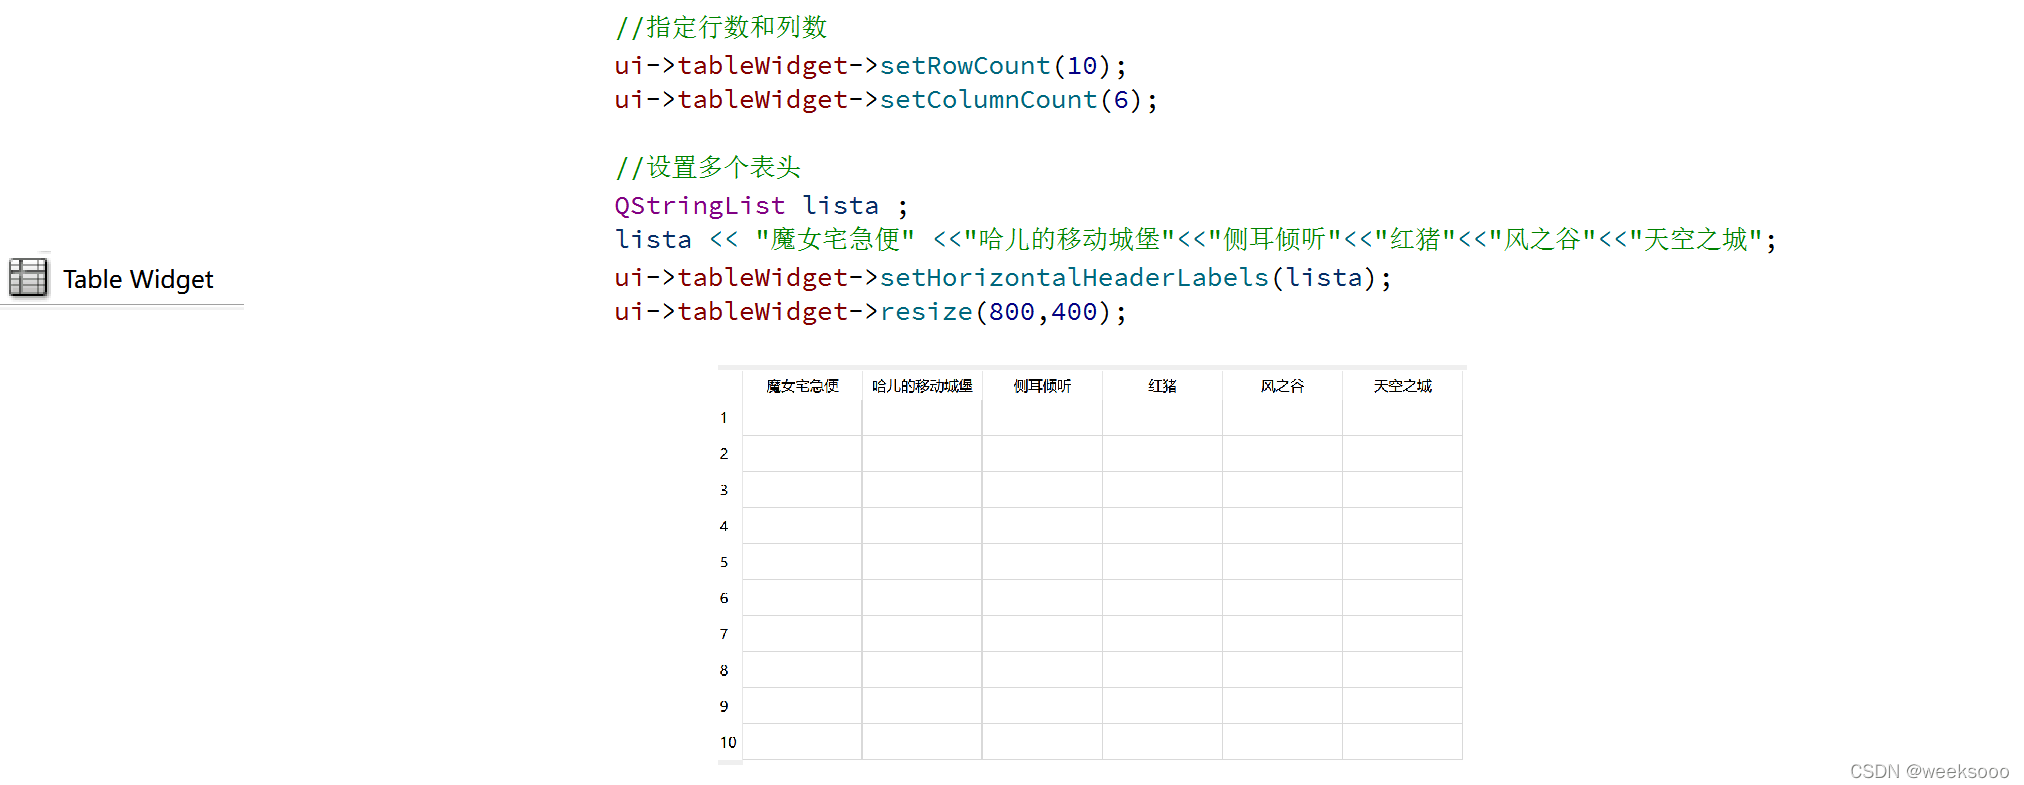 //指定行数和列数
ui->tableWidget->setRowCount(10);
ui->tableWidget->setColumnCount(6);
//设置多个表头
QStringList lista ;
lista << "魔女宅急便" <<"哈儿的移动城堡"<<"侧耳倾听"<<"红猪"<<"风之谷"<<"天空之城";
ui->tableWidget->setHorizontalHeaderLabels(lista);
ui->tableWidget->resize(800,400);
Table Widget
魔女宅急便 哈儿的移动城堡 侧耳倾听 红猪 风之谷 天空之城
1
2
3
4
5
6
7
8
9
10
CSDN @weeksooo